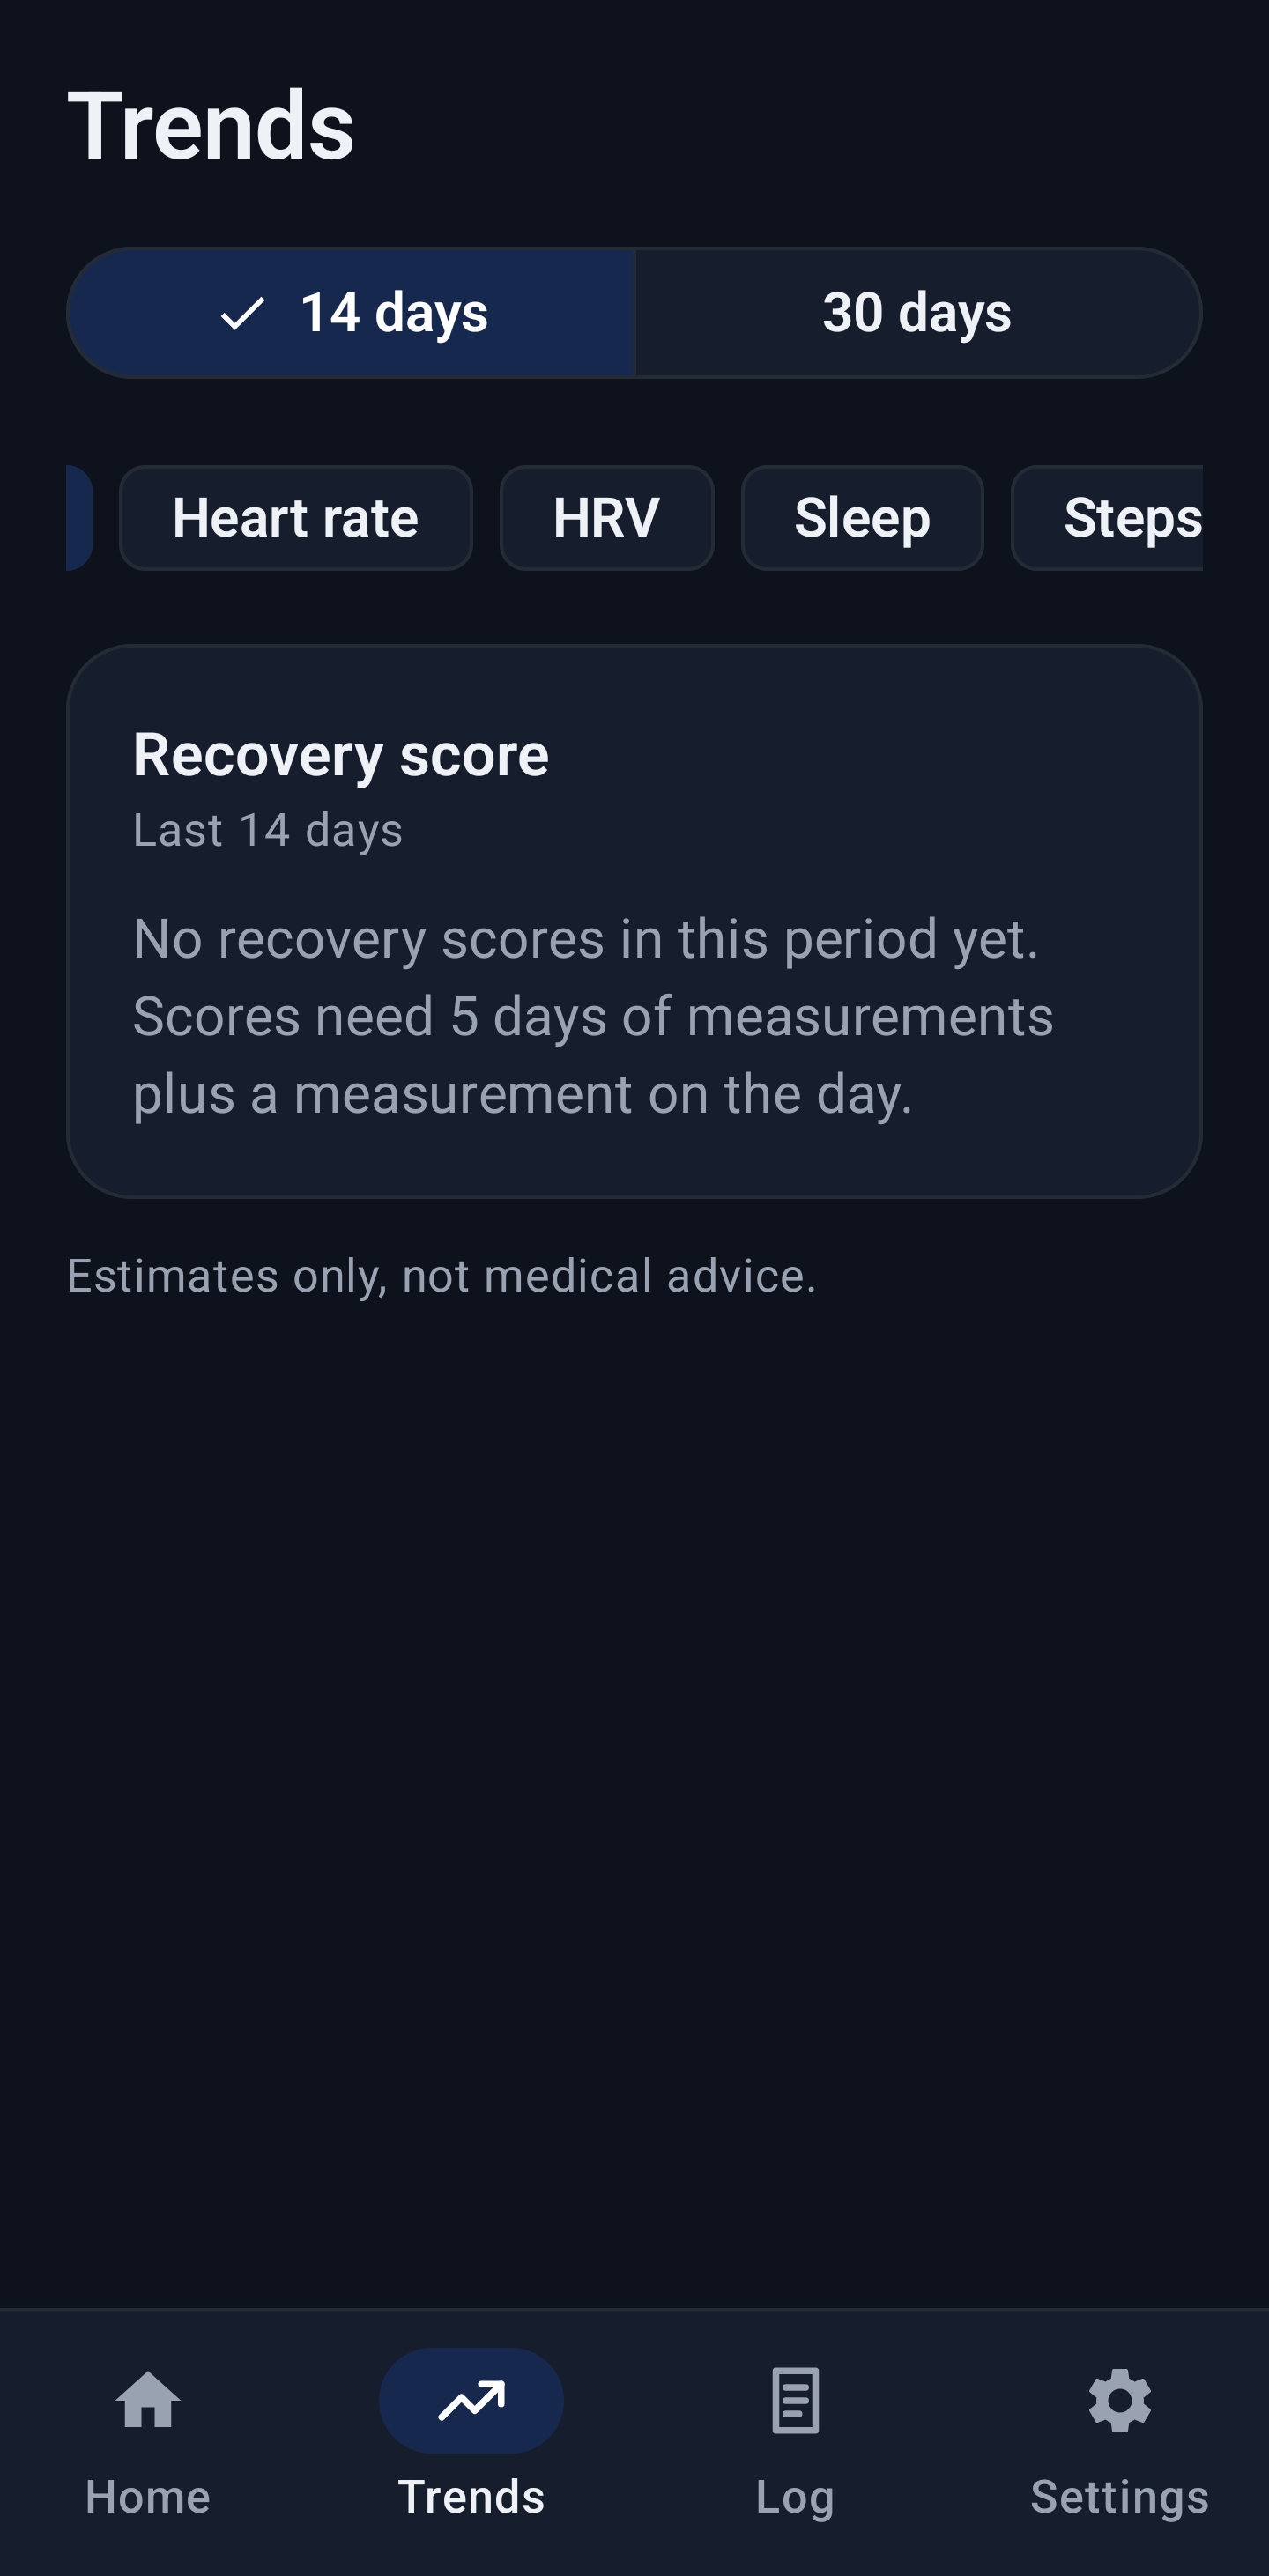 Trends
14 days
30 days
Heart rate
HRV
Sleep
Steps
Recovery score
Last 14 days
No recovery scores in this period yet.
Scores need 5 days of measurements
plus a measurement on the day.
Estimates only, not medical advice.
Home
Trends
Log
Settings